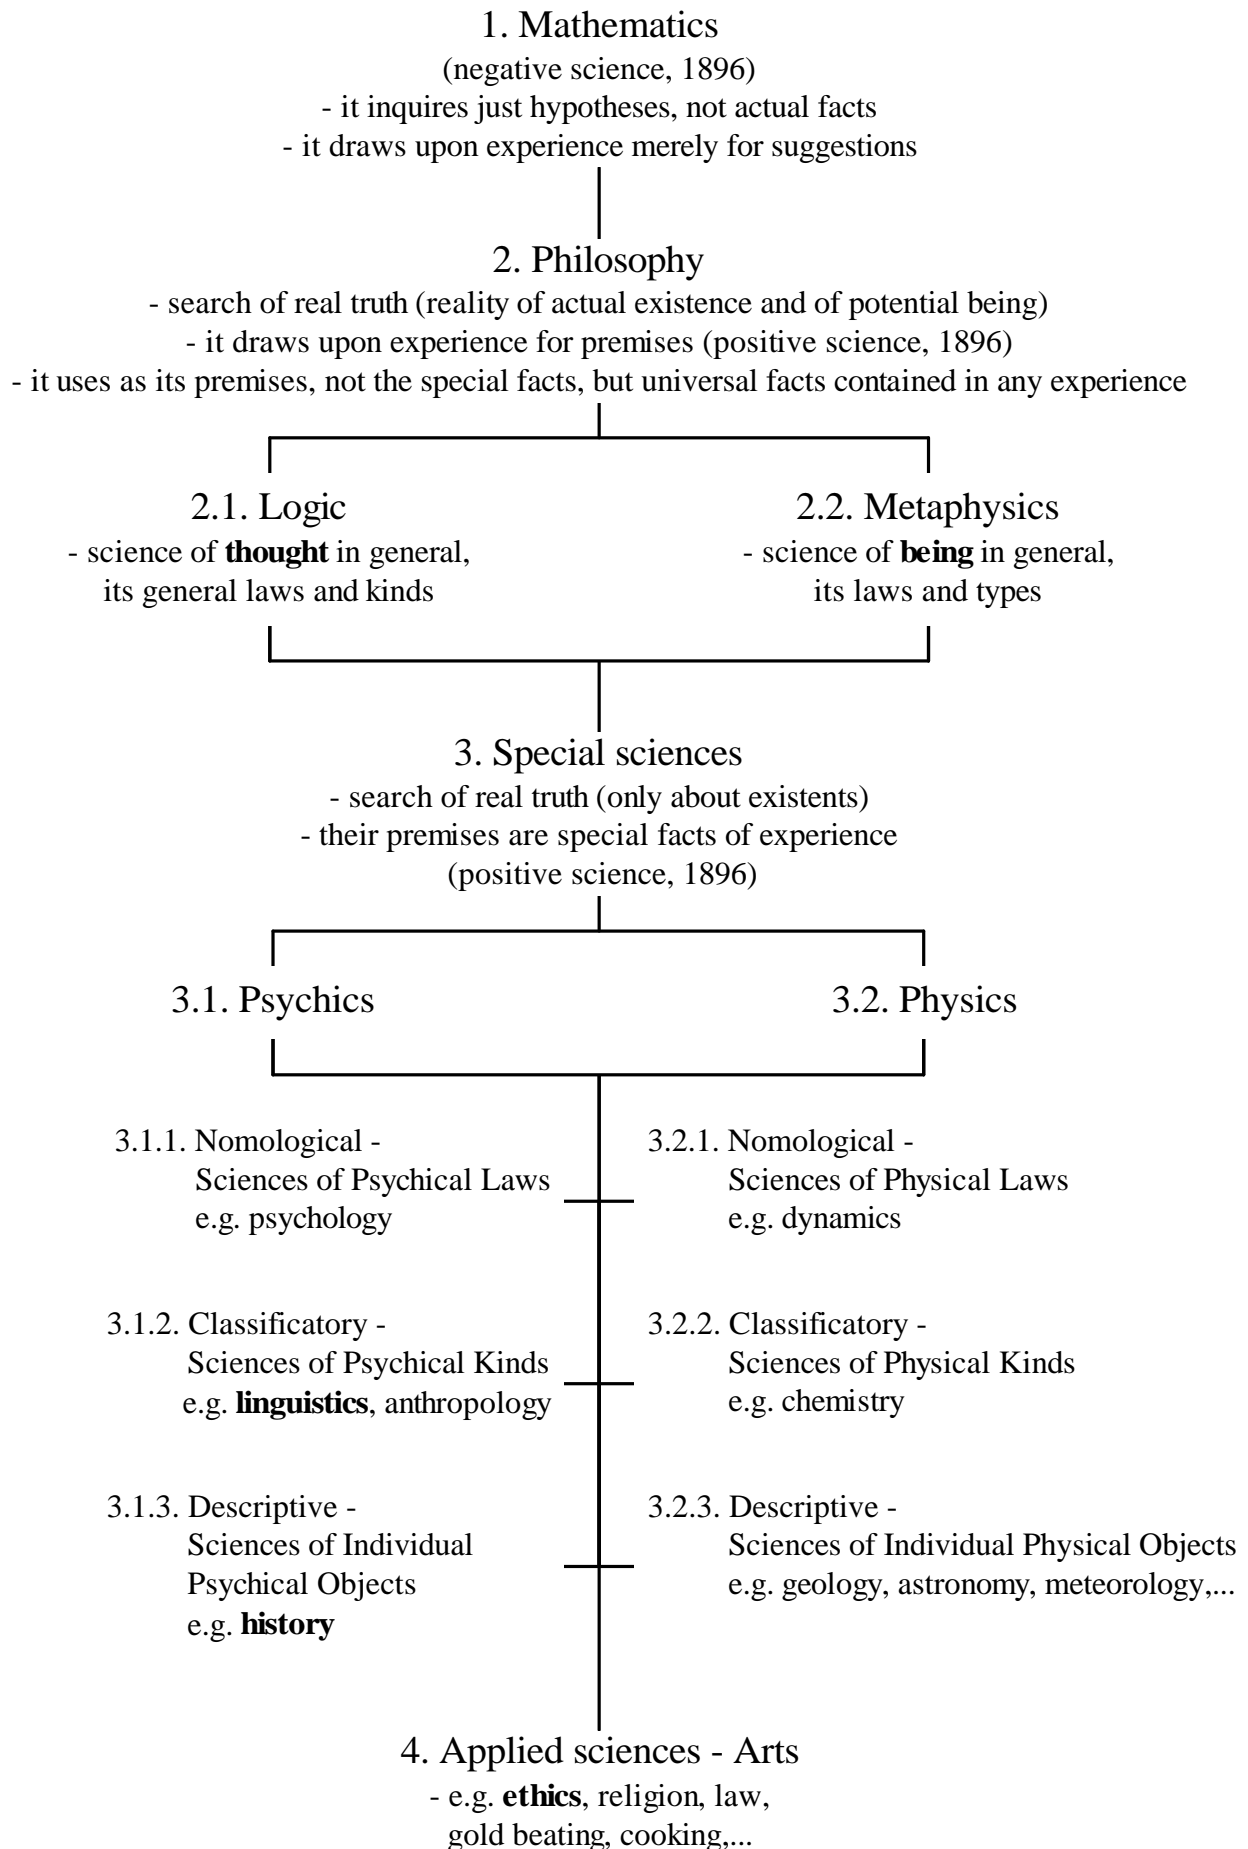 1. Mathematics
(negative science, 1896)
- it inquires just hypotheses, not actual facts
- it draws upon experience merely for suggestions
2. Philosophy
- search of real truth (reality of actual existence and of potential being)
- it draws upon experience for premises (positive science, 1896)
- it uses as its premises, not the special facts, but universal facts contained in any experience
2.1. Logic
- science of thought in general,
its general laws and kinds
2.2. Metaphysics
- science of being in general,
its laws and types
3. Special sciences
- search of real truth (only about existents)
- their premises are special facts of experience
(positive science, 1896)
3.1. Psychics
3.2. Physics
3.1.1. Nomological -
Sciences of Psychical Laws
e.g. psychology
3.2.1. Nomological -
Sciences of Physical Laws
e.g. dynamics
3.1.2. Classificatory -
Sciences of Psychical Kinds
e.g. linguistics, anthropology
3.2.2. Classificatory -
Sciences of Physical Kinds
e.g. chemistry
3.1.3. Descriptive -
Sciences of Individual
Psychical Objects
e.g. history
3.2.3. Descriptive -
Sciences of Individual Physical Objects
e.g. geology, astronomy, meteorology,...
4. Applied sciences - Arts
- e.g. ethics, religion, law,
gold beating, cooking,...